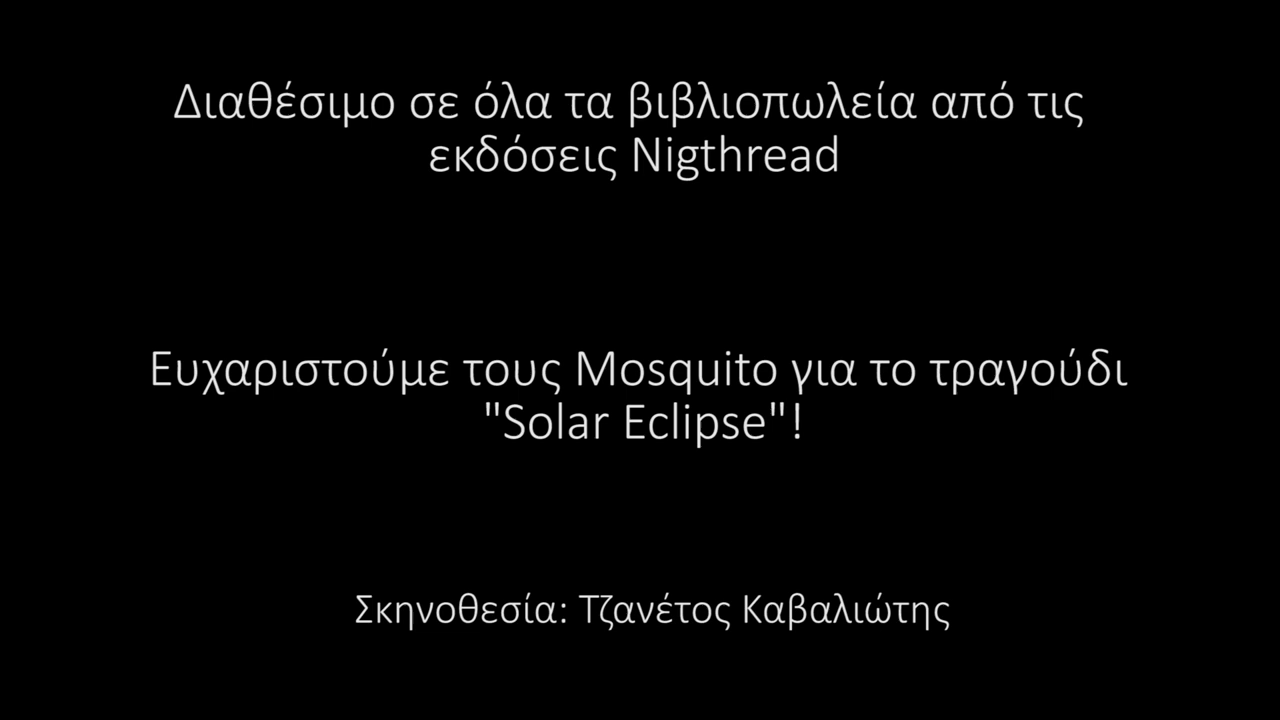 Διαθέσιμο σε όλα τα βιβλιοπωλεία από τις
εκδόσεις Nigthread
Ευχαριστούμε τους Mosquito για το τραγούδι
"Solar Eclipse"!
Σκηνοθεσία: Τζανέτος Καβαλιώτης